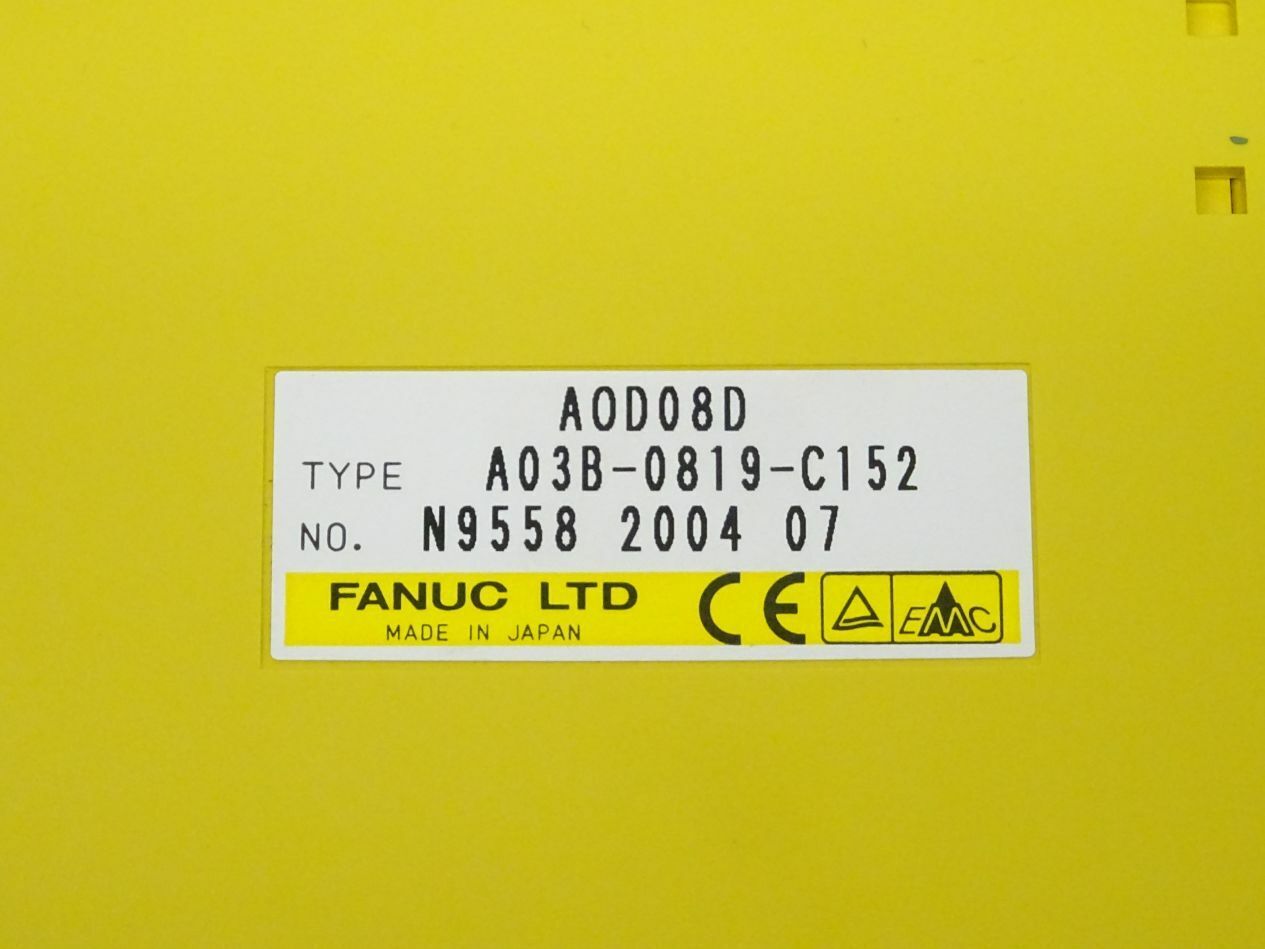 AOD08D
TYPE A03B-0819-C152
NO. N9558 2004 07
FANUC LTD
MADE IN JAPAN
CE
EMC